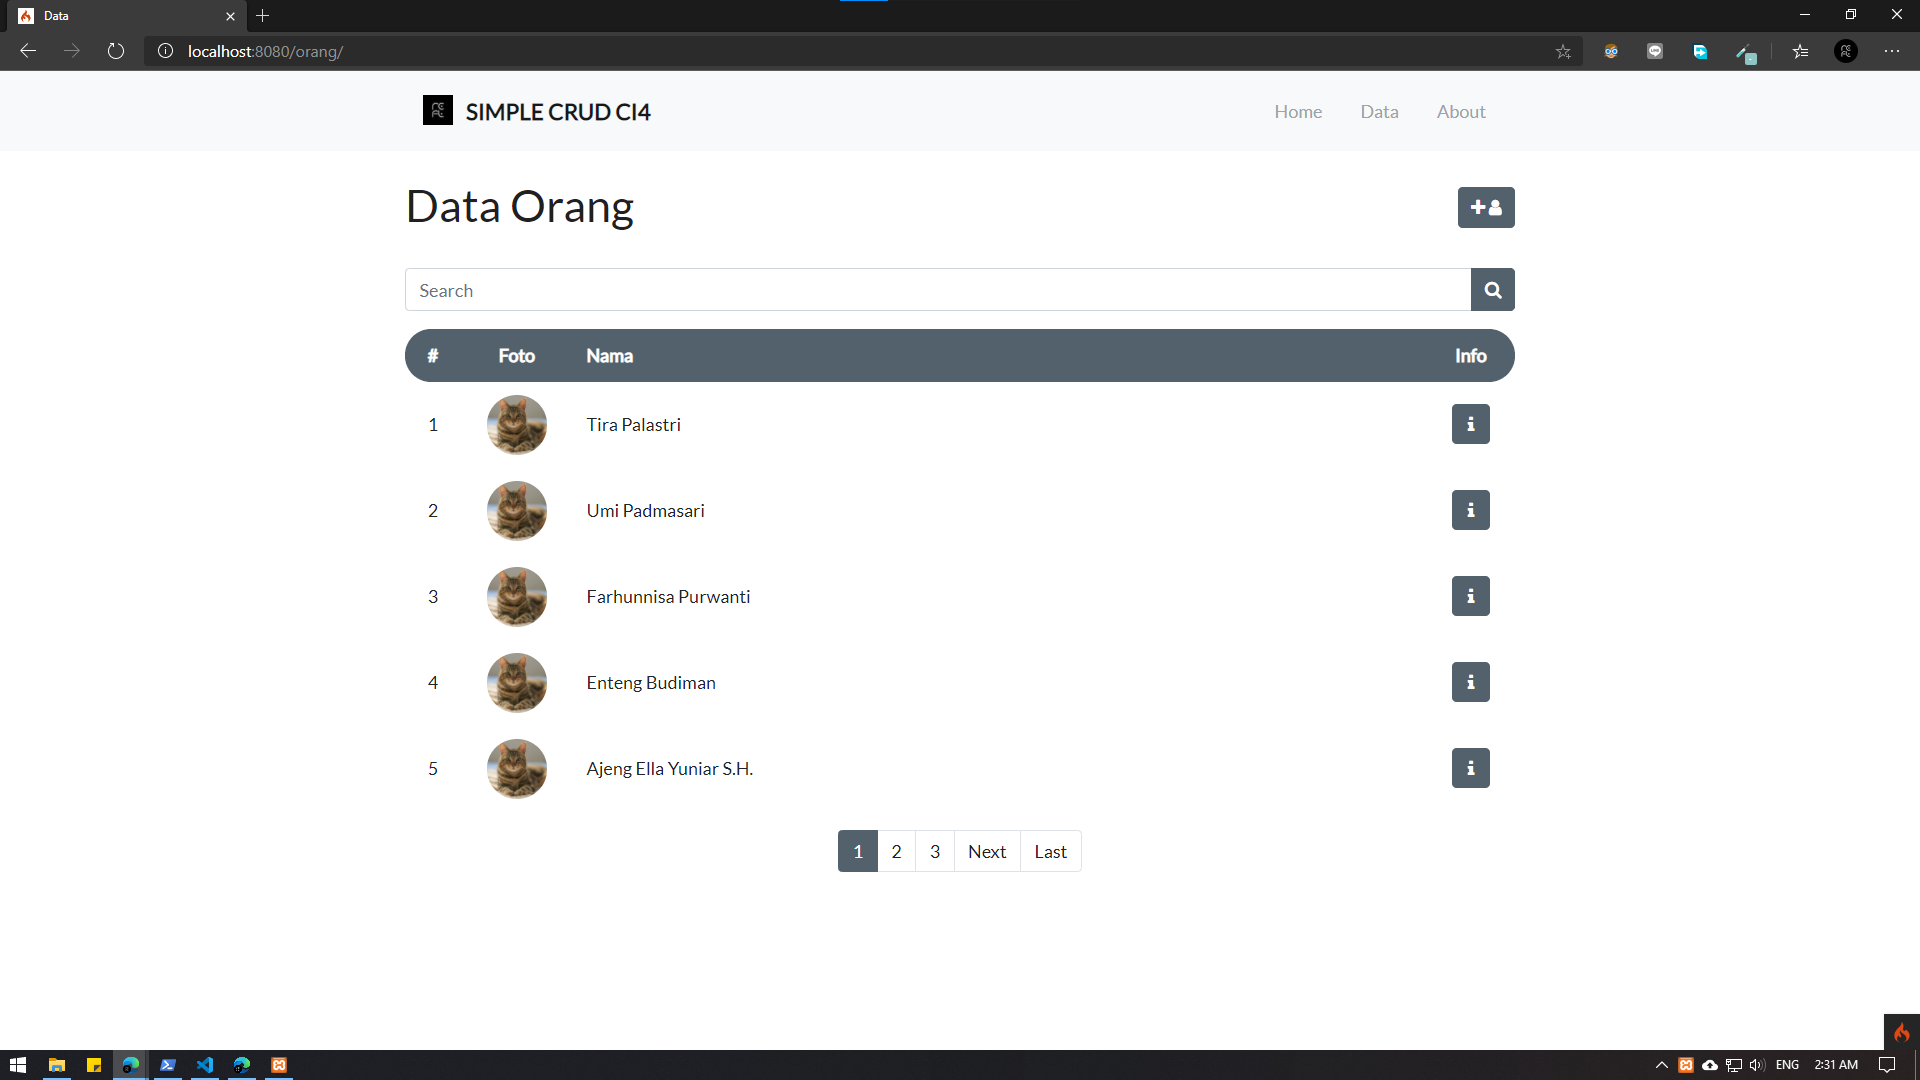 Data
localhost:8080/orang/
SIMPLE CRUD CI4 Home Data About
Data Orang
Search
# Foto Nama Info
1 Tira Palastri
2 Umi Padmasari
3 Farhunnisa Purwanti
4 Enteng Budiman
5 Ajeng Ella Yuniar S.H.
1 2 3 Next Last
ENG 2:31 AM